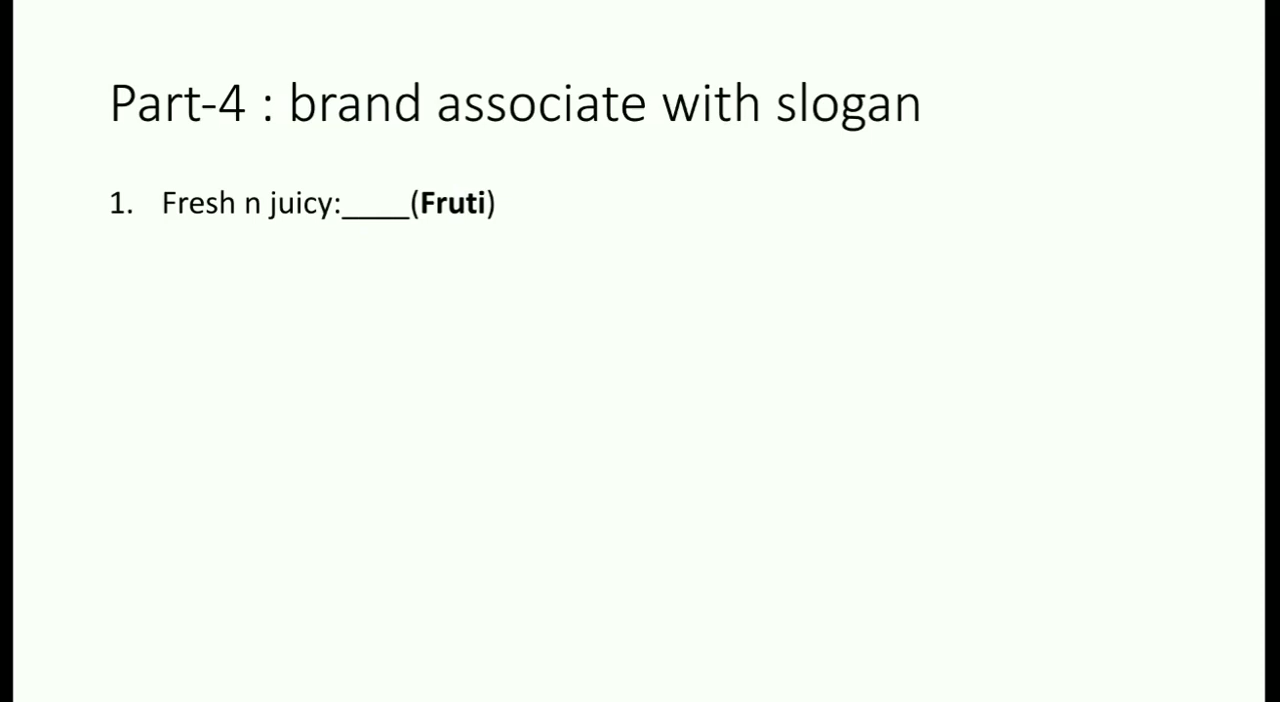 Part-4 : brand associate with slogan
1. Fresh n juicy:____(Fruti)